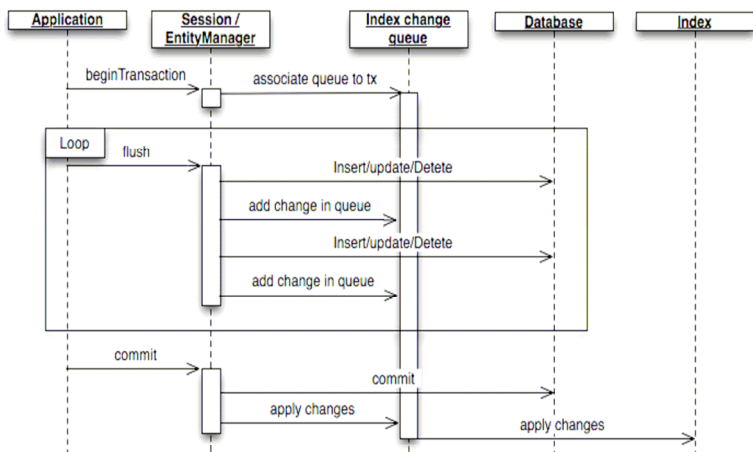 Application
Session /
EntityManager
Index change
queue
Database
Index
beginTransaction
associate queue to tx
Loop
flush
Insert/update/Detete
add change in queue
Insert/update/Detete
add change in queue
commit
commit
apply changes
apply changes